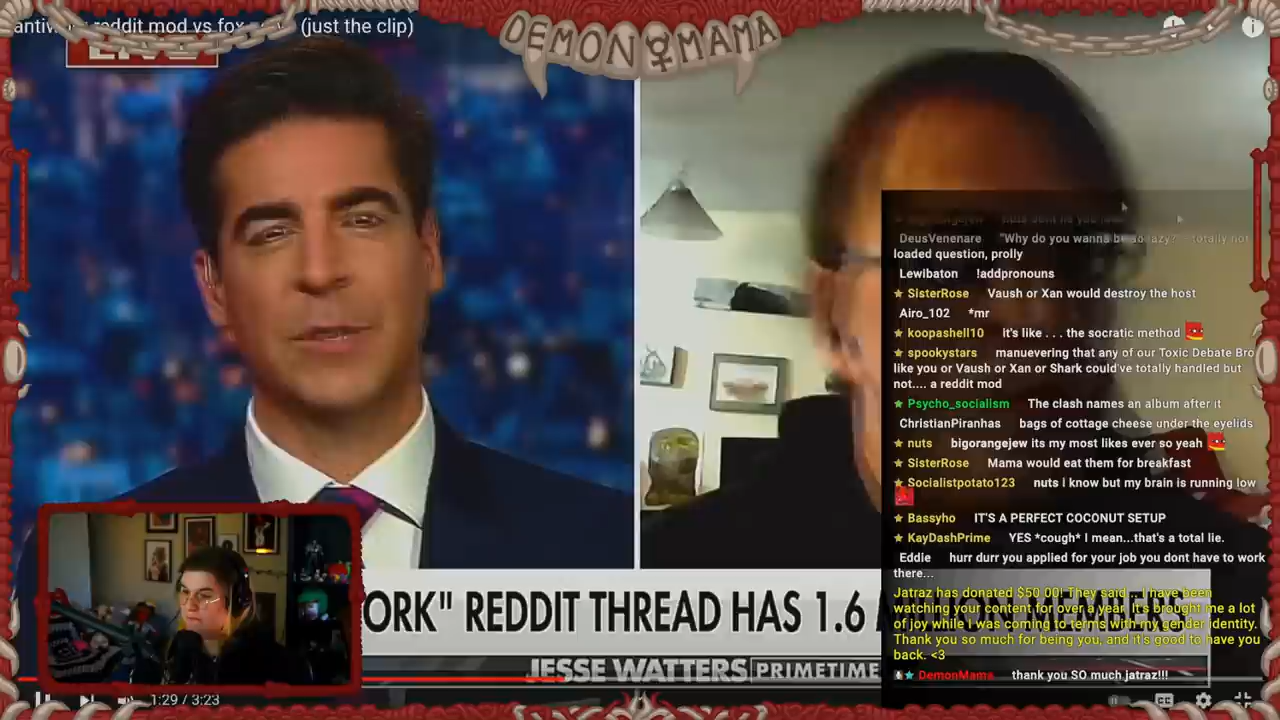 reddit mod vs fox (just the clip)
DEMON MAMA
LIVE
DeusVenenare "Why do you wanna be so lazy?" totally not
loaded question, prolly
Lewibaton !addpronouns
SisterRose Vaush or Xan would destroy the host
Airo_102 *mr
koopashell10 it's like . . . the socratic method
spookystars manuevering that any of our Toxic Debate Bro
like you or Vaush or Xan or Shark could've totally handled but
not.... a reddit mod
Psycho_socialism The clash names an album after it
ChristianPiranhas bags of cottage cheese under the eyelids
nuts bigorangejew its my most likes ever so yeah
SisterRose Mama would eat them for breakfast
Socialistpotato123 nuts I know but my brain is running low
Bassyho IT'S A PERFECT COCONUT SETUP
KayDashPrime YES *cough* I mean...that's a total lie.
Eddie hurr durr you applied for your job you dont have to work
there...
Jatraz has donated $50.00! They said... I have been
watching your content for over a year. It's brought me a lot
of joy while I was coming to terms with my gender identity.
Thank you so much for being you, and it's good to have you
back. <3
DemonMama thank you SO much jatraz!!!
ORK" REDDIT THREAD HAS 1.6
JESSE WATTERS PRIMETIME
1:29 / 3:23
CC